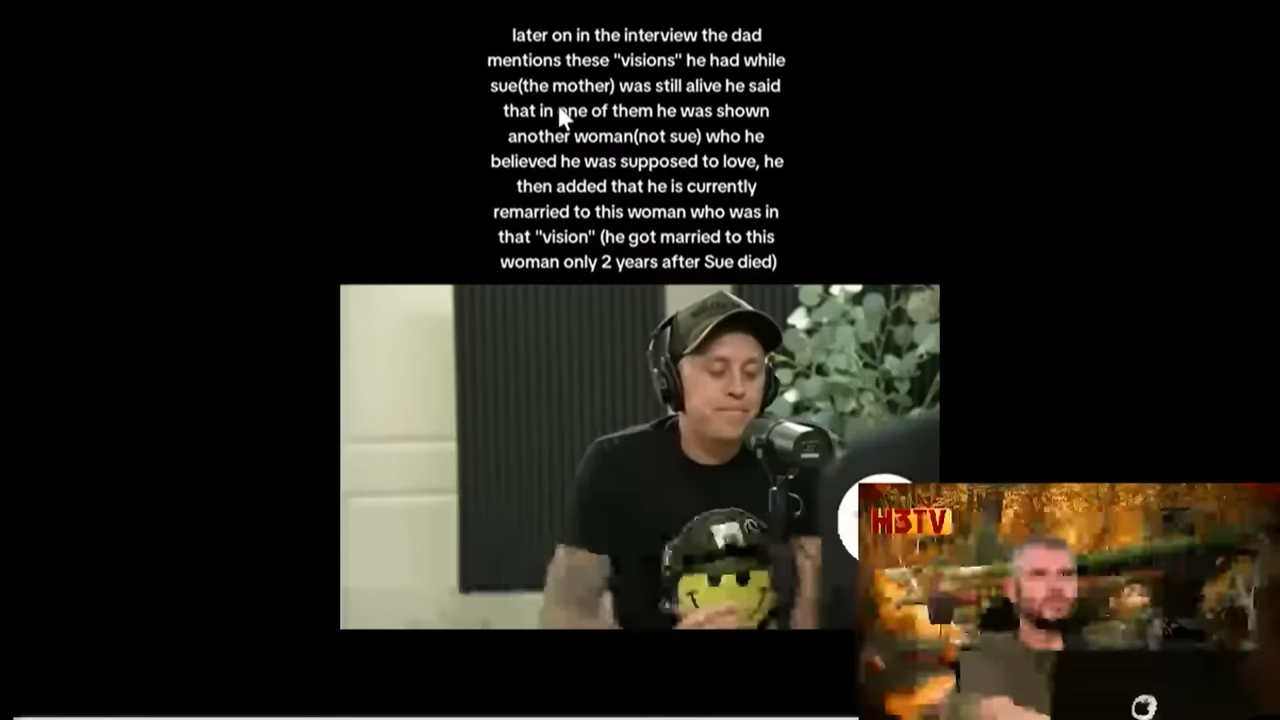 later on in the interview the dad
mentions these "visions" he had while
sue(the mother) was still alive he said
that in one of them he was shown
another woman(not sue) who he
believed he was supposed to love, he
then added that he is currently
remarried to this woman who was in
that "vision" (he got married to this
woman only 2 years after Sue died)
H3TV